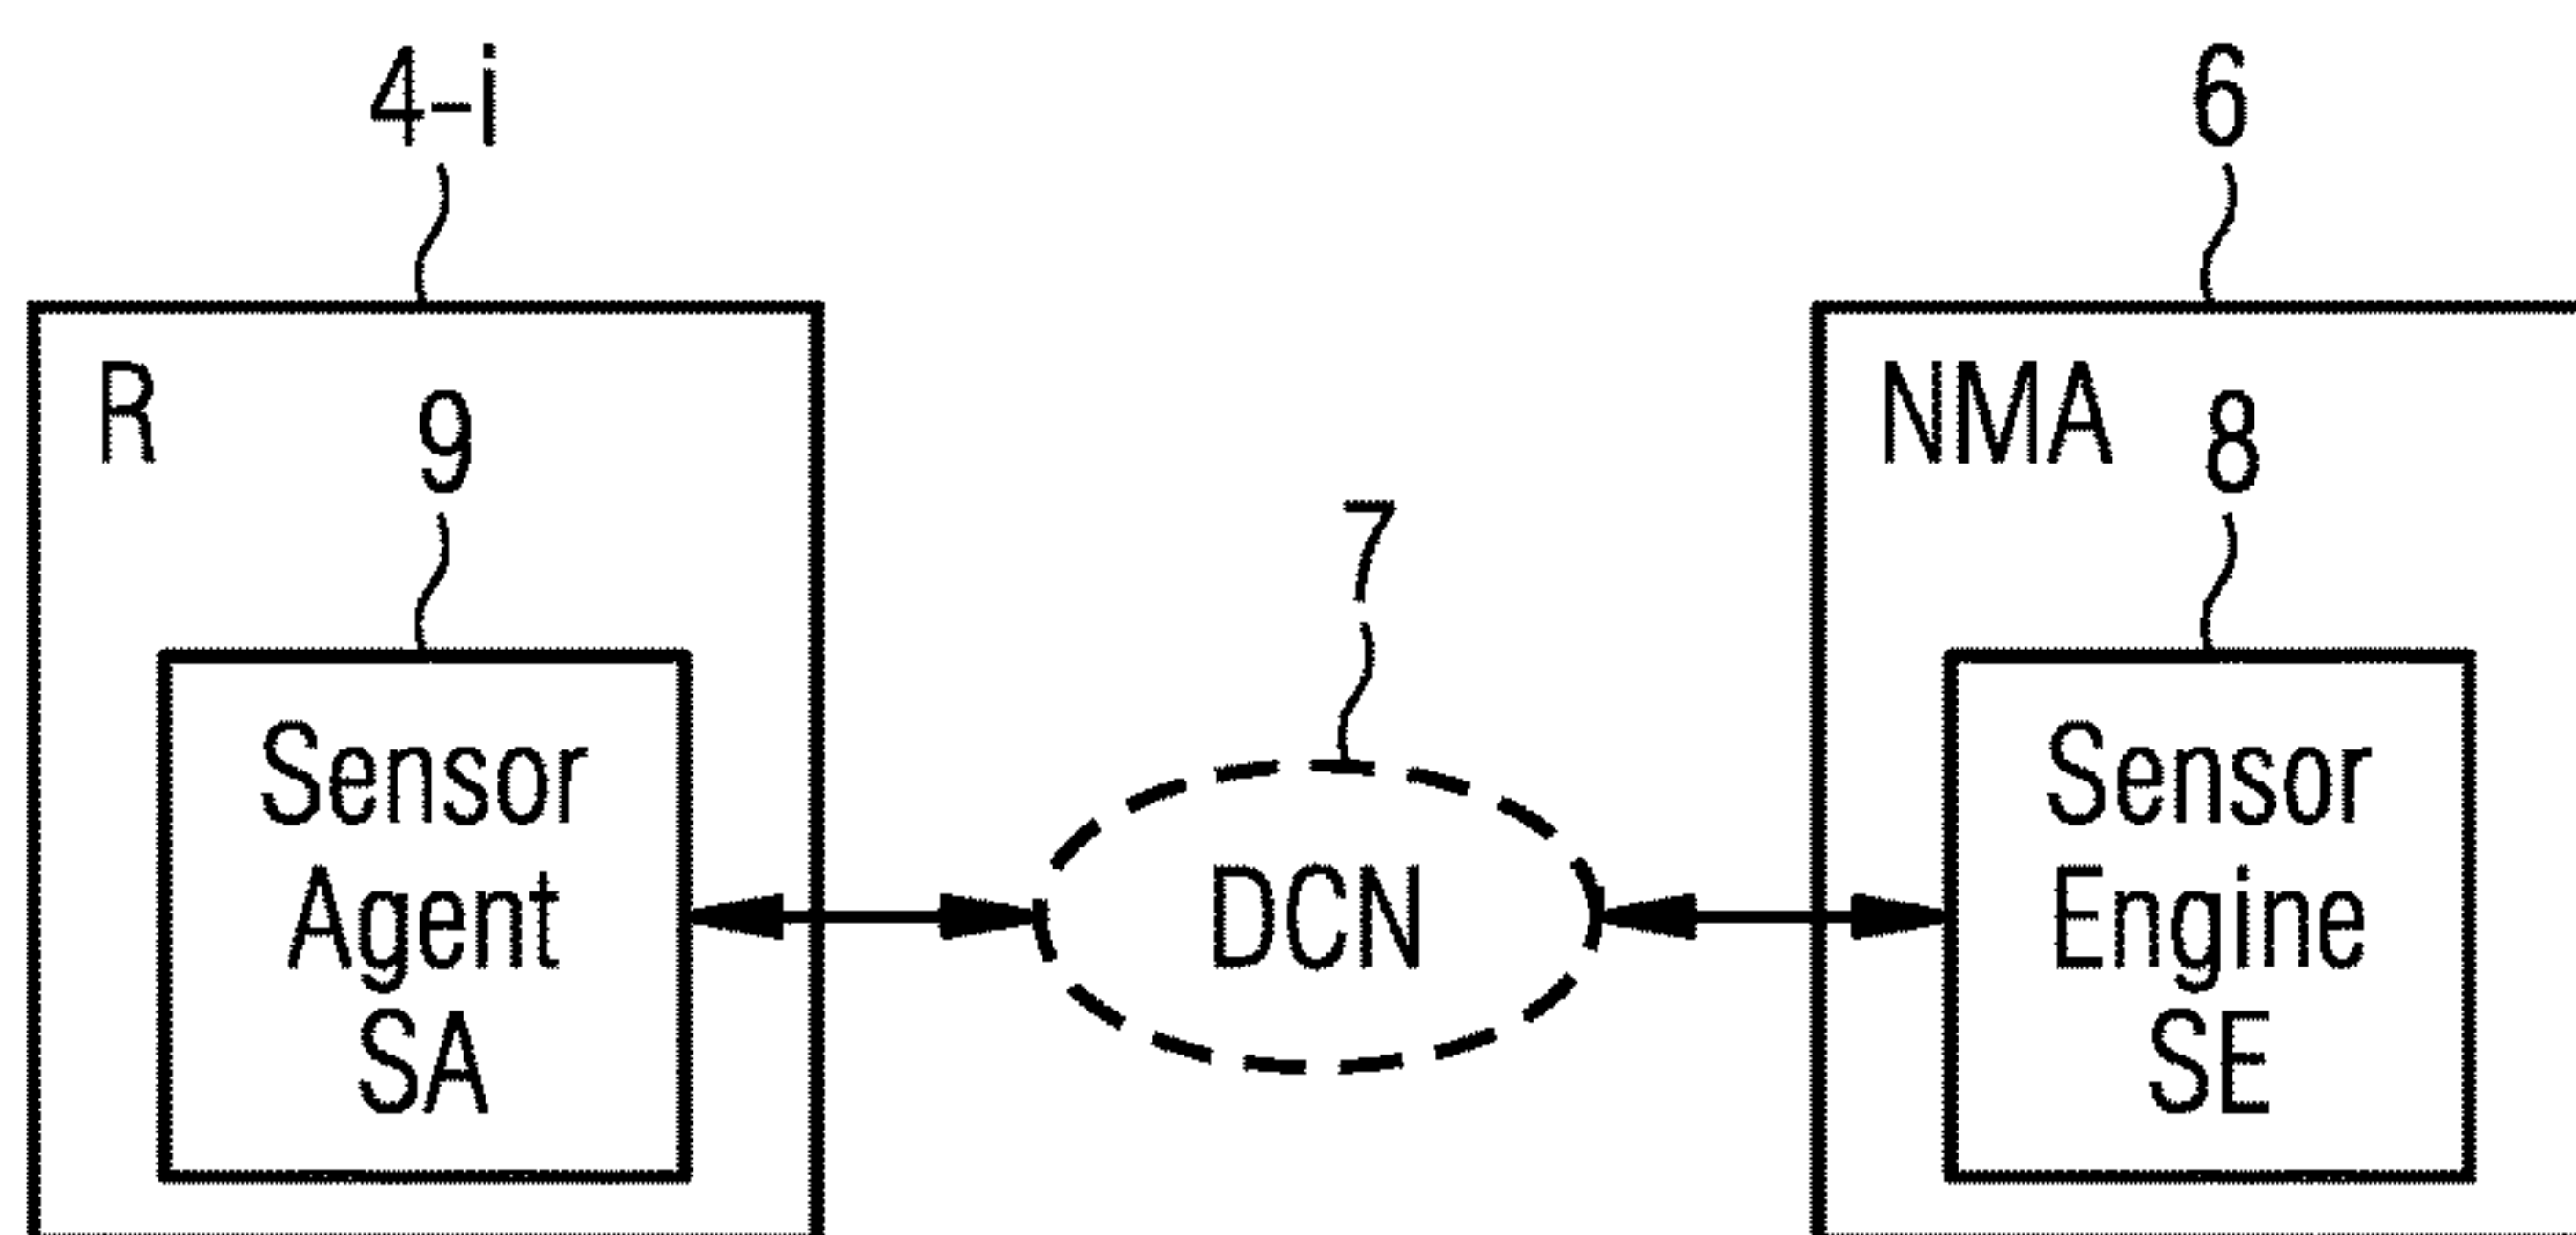 4-i
6
R
9
NMA
8
7
Sensor
Agent
SA
DCN
Sensor
Engine
SE